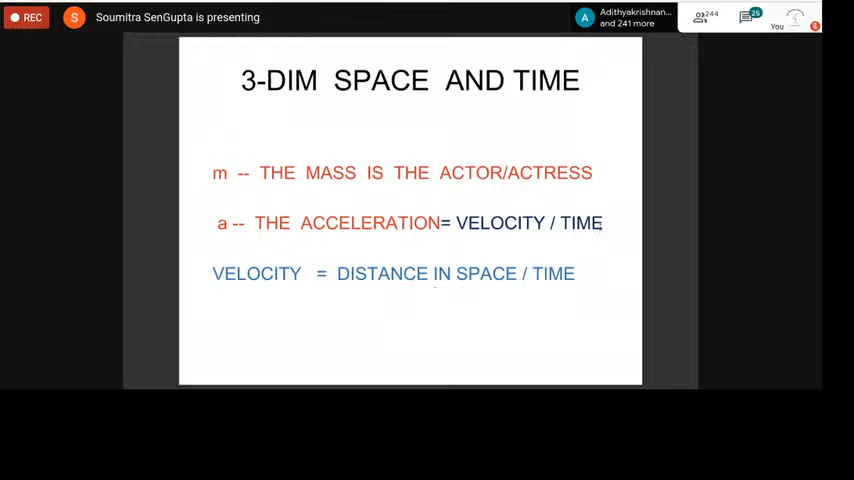 REC
S
Soumitra SenGupta is presenting
A
Adithyakrishnan...
and 241 more
244
25
You
3-DIM SPACE AND TIME
m -- THE MASS IS THE ACTOR/ACTRESS
a -- THE ACCELERATION= VELOCITY / TIME
VELOCITY = DISTANCE IN SPACE / TIME